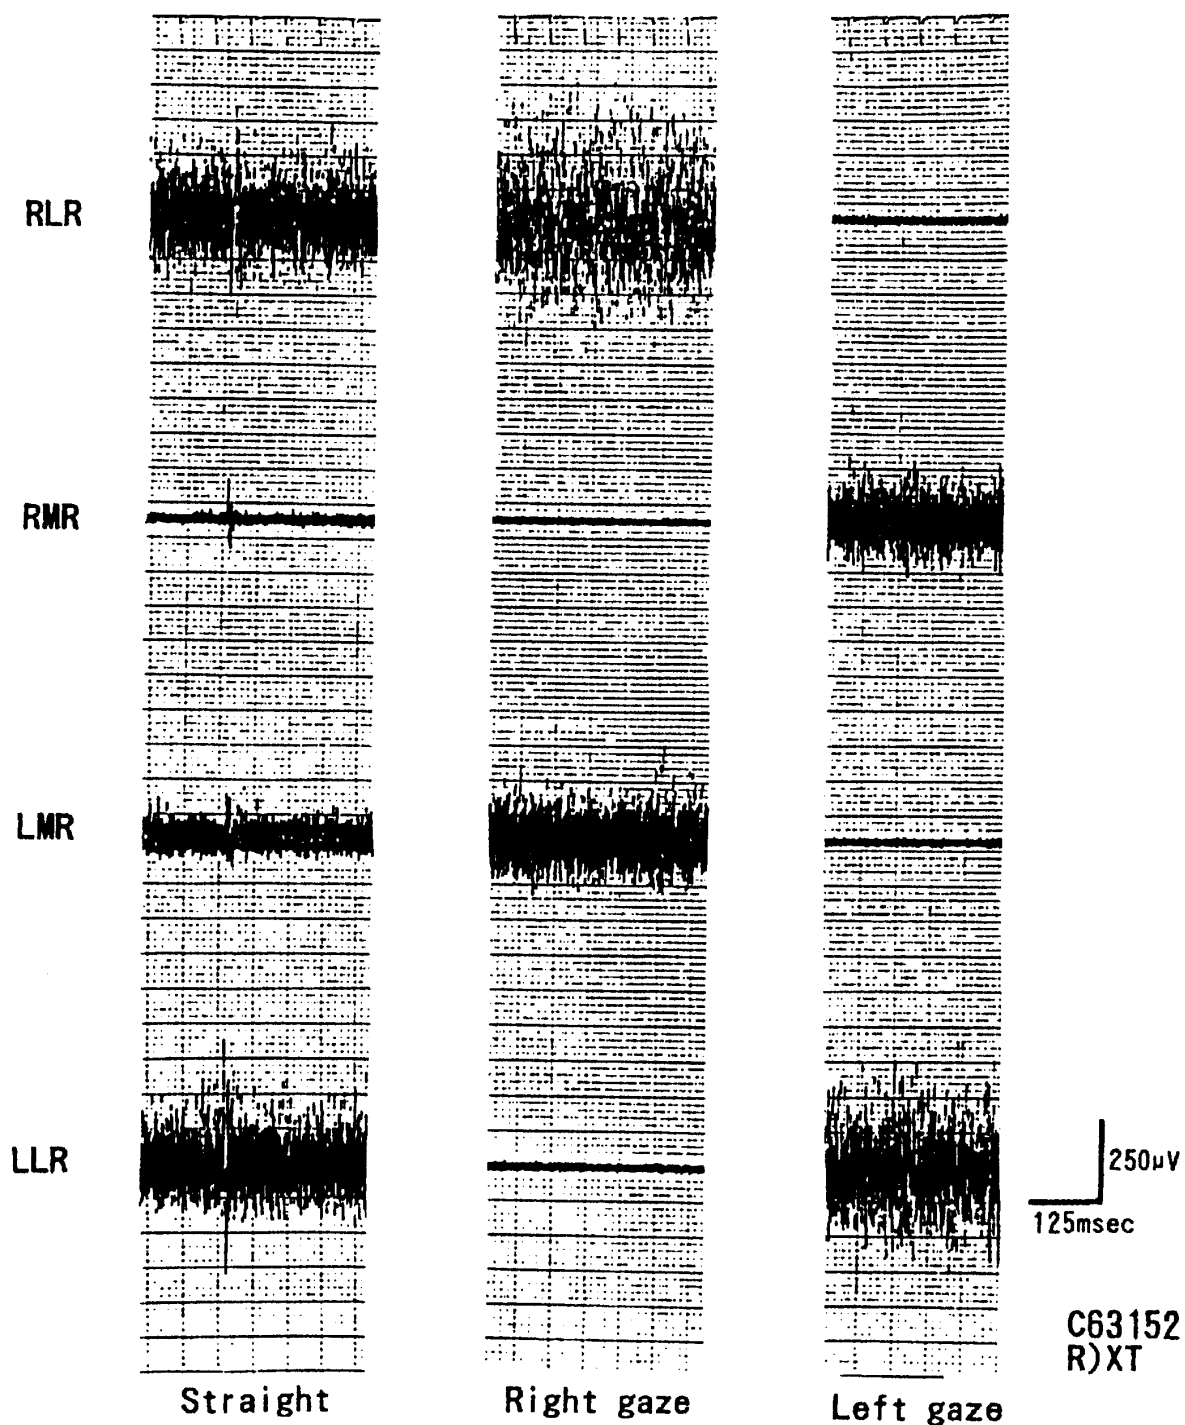 RLR
RMR
LMR
LLR
250μV
125msec
C63152
R)XT
Straight
Right gaze
Left gaze